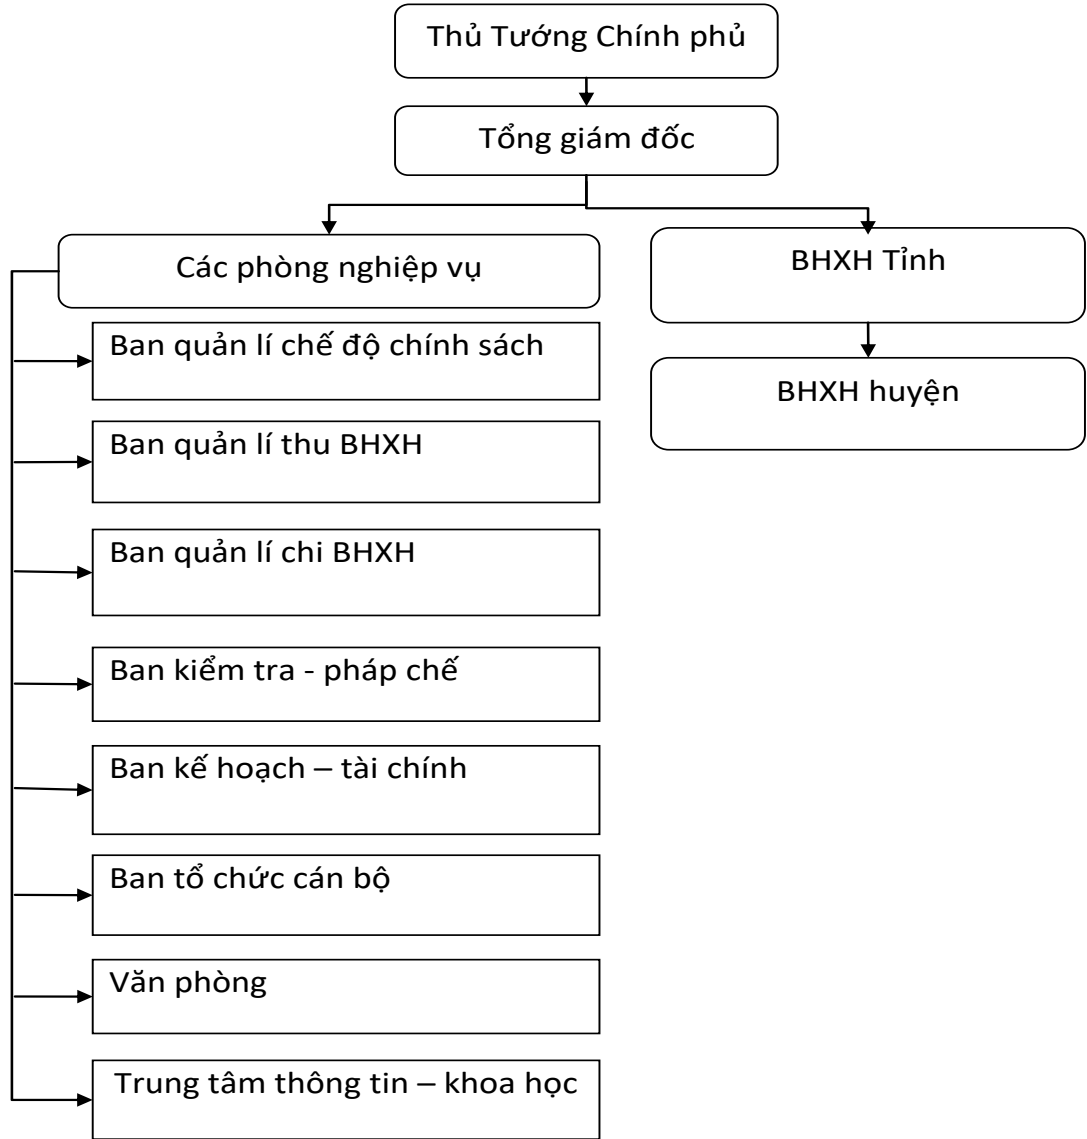 Thủ Tướng Chính phủ
Tổng giám đốc
Các phòng nghiệp vụ
BHXH Tỉnh
Ban quản lí chế độ chính sách
BHXH huyện
Ban quản lí thu BHXH
Ban quản lí chi BHXH
Ban kiểm tra - pháp chế
Ban kế hoạch – tài chính
Ban tổ chức cán bộ
Văn phòng
Trung tâm thông tin – khoa học